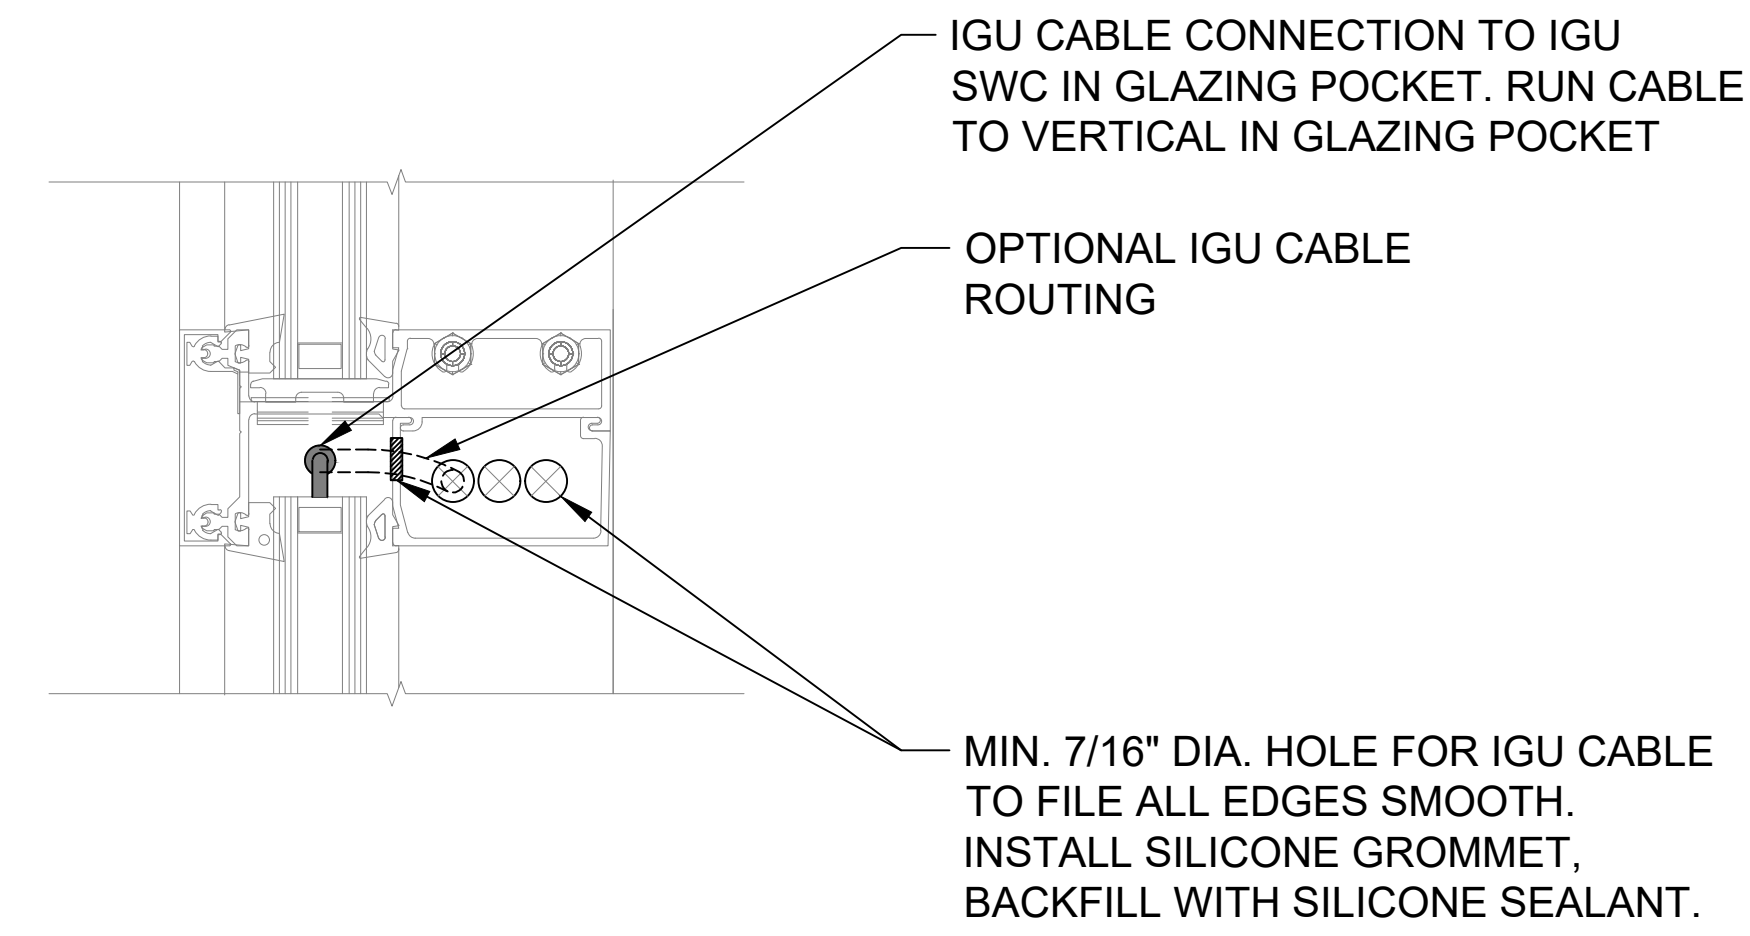 IGU CABLE CONNECTION TO IGU
SWC IN GLAZING POCKET. RUN CABLE
TO VERTICAL IN GLAZING POCKET
OPTIONAL IGU CABLE
ROUTING
MIN. 7/16" DIA. HOLE FOR IGU CABLE
TO FILE ALL EDGES SMOOTH.
INSTALL SILICONE GROMMET,
BACKFILL WITH SILICONE SEALANT.